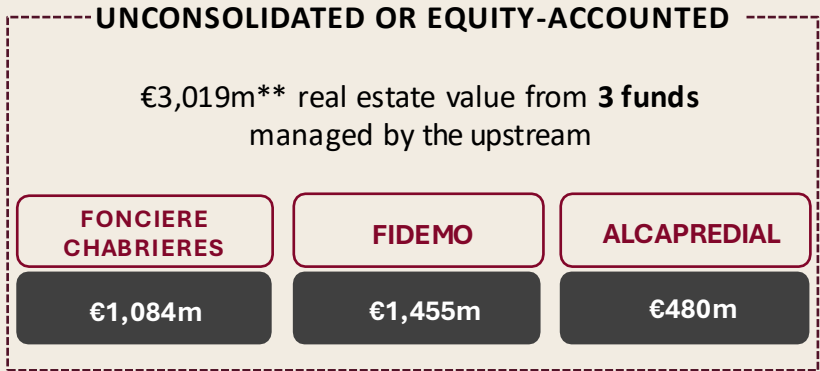 UNCONSOLIDATED OR EQUITY-ACCOUNTED
€3,019m** real estate value from 3 funds
managed by the upstream
FONCIERE
CHABRIERES
FIDEMO
ALCAPREDIAL
€1,084m
€1,455m
€480m